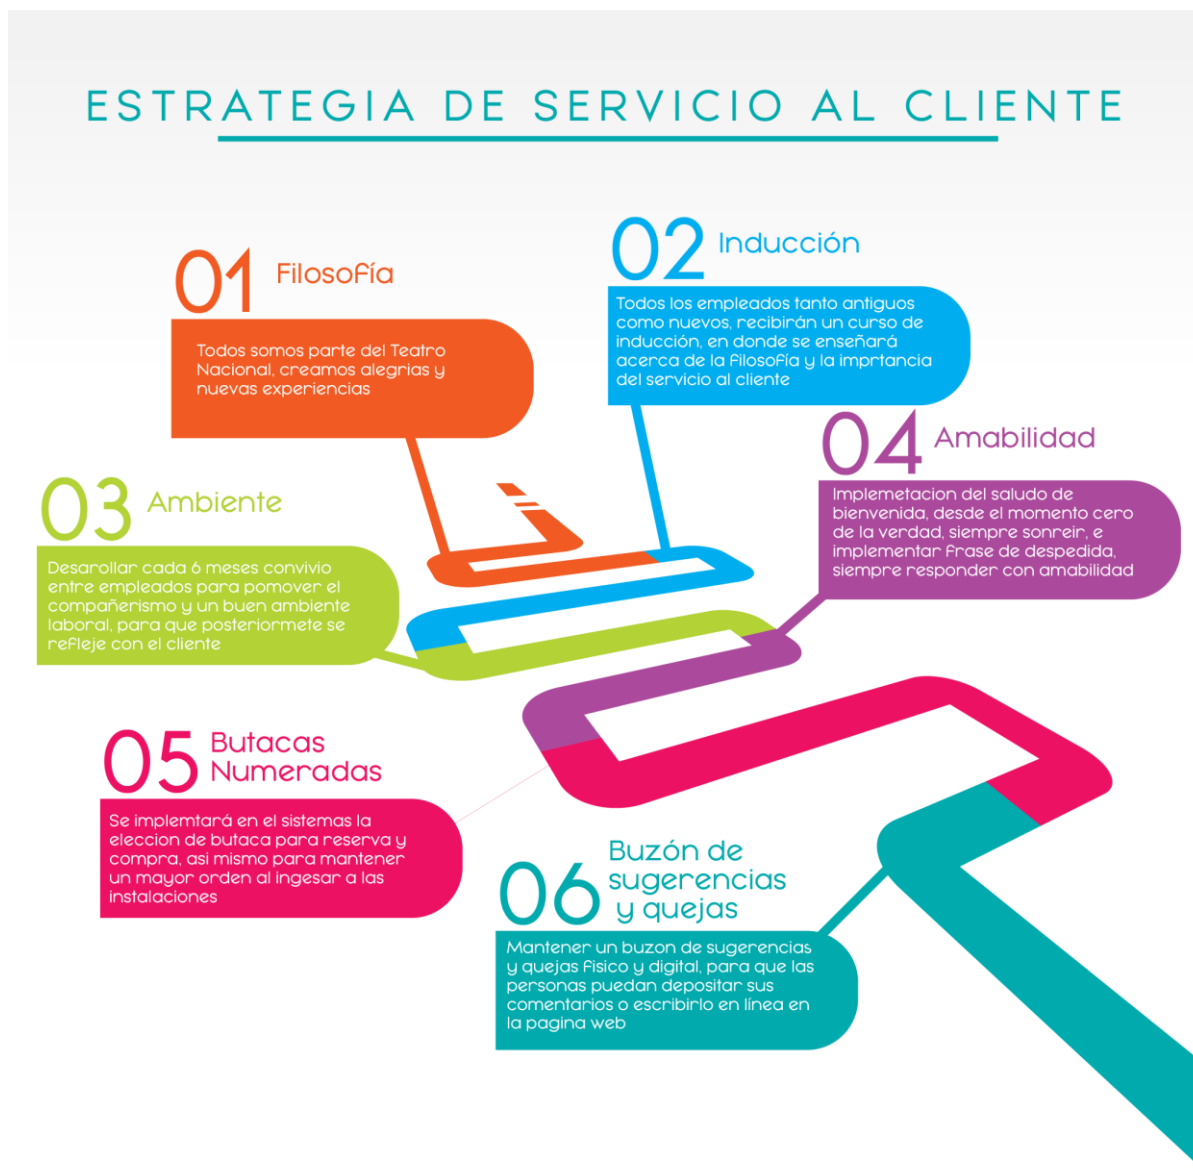 ESTRATEGIA DE SERVICIO AL CLIENTE
01 Filosofía
Todos somos parte del Teatro
Nacional, creamos alegrias y
nuevas experiencias
02 Inducción
Todos los empleados tanto antiguos
como nuevos, recibirán un curso de
inducción, en donde se enseñará
acerca de la filosofía y la imprtancia
del servicio al cliente
03 Ambiente
Desarollar cada 6 meses convivio
entre empleados para pomover el
compañerismo y un buen ambiente
laboral, para que posteriormete se
refleje con el cliente
04 Amabilidad
Implemetacion del saludo de
bienvenida, desde el momento cero
de la verdad, siempre sonreir, e
implementar frase de despedida,
siempre responder con amabilidad
05 Butacas
Numeradas
Se implemtará en el sistemas la
eleccion de butaca para reserva y
compra, asi mismo para mantener
un mayor orden al ingesar a las
instalaciones
06 Buzón de
sugerencias
y quejas
Mantener un buzon de sugerencias
y quejas fisico y digital, para que las
personas puedan depositar sus
comentarios o escribirlo en línea en
la pagina web